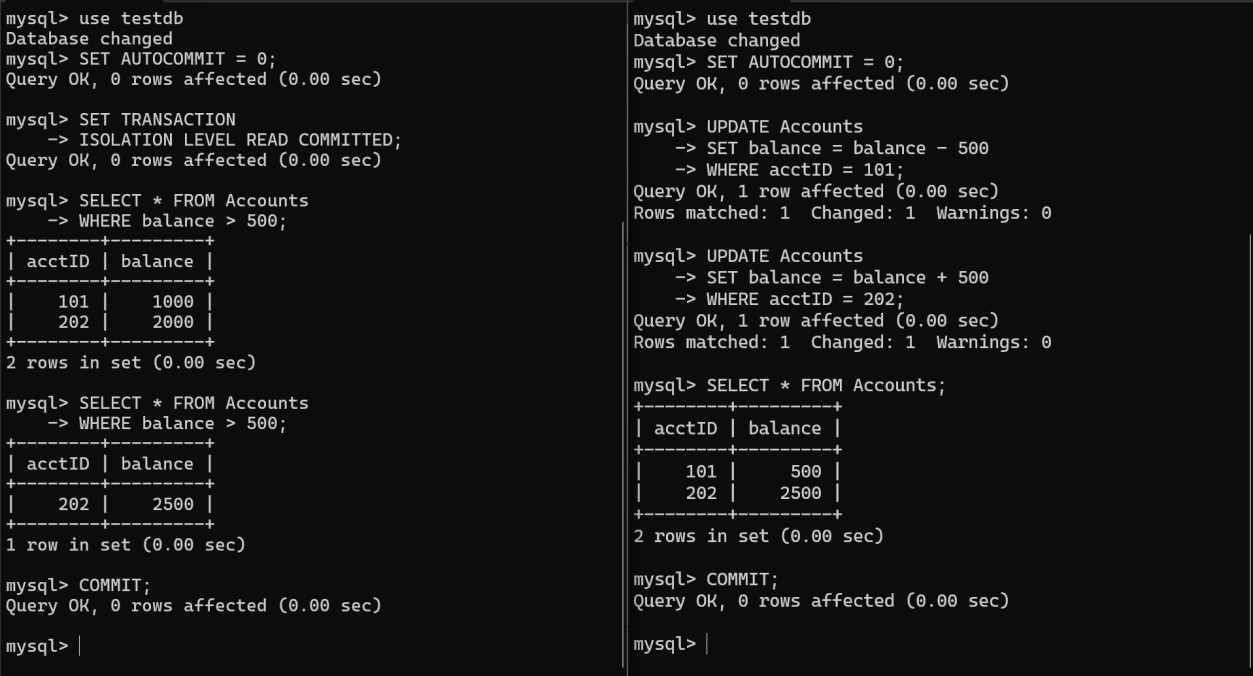 mysql> use testdb
Database changed
mysql> SET AUTOCOMMIT = 0;
Query OK, 0 rows affected (0.00 sec)
mysql> SET TRANSACTION
    -> ISOLATION LEVEL READ COMMITTED;
Query OK, 0 rows affected (0.00 sec)
mysql> SELECT * FROM Accounts
    -> WHERE balance > 500;
+--------+---------+
| acctID | balance |
+--------+---------+
|    101 |    1000 |
|    202 |    2000 |
+--------+---------+
2 rows in set (0.00 sec)
mysql> SELECT * FROM Accounts
    -> WHERE balance > 500;
+--------+---------+
| acctID | balance |
+--------+---------+
|    202 |    2500 |
+--------+---------+
1 row in set (0.00 sec)
mysql> COMMIT;
Query OK, 0 rows affected (0.00 sec)
mysql>
mysql> use testdb
Database changed
mysql> SET AUTOCOMMIT = 0;
Query OK, 0 rows affected (0.00 sec)
mysql> UPDATE Accounts
    -> SET balance = balance - 500
    -> WHERE acctID = 101;
Query OK, 1 row affected (0.00 sec)
Rows matched: 1  Changed: 1  Warnings: 0
mysql> UPDATE Accounts
    -> SET balance = balance + 500
    -> WHERE acctID = 202;
Query OK, 1 row affected (0.00 sec)
Rows matched: 1  Changed: 1  Warnings: 0
mysql> SELECT * FROM Accounts;
+--------+---------+
| acctID | balance |
+--------+---------+
|    101 |     500 |
|    202 |    2500 |
+--------+---------+
2 rows in set (0.00 sec)
mysql> COMMIT;
Query OK, 0 rows affected (0.00 sec)
mysql>